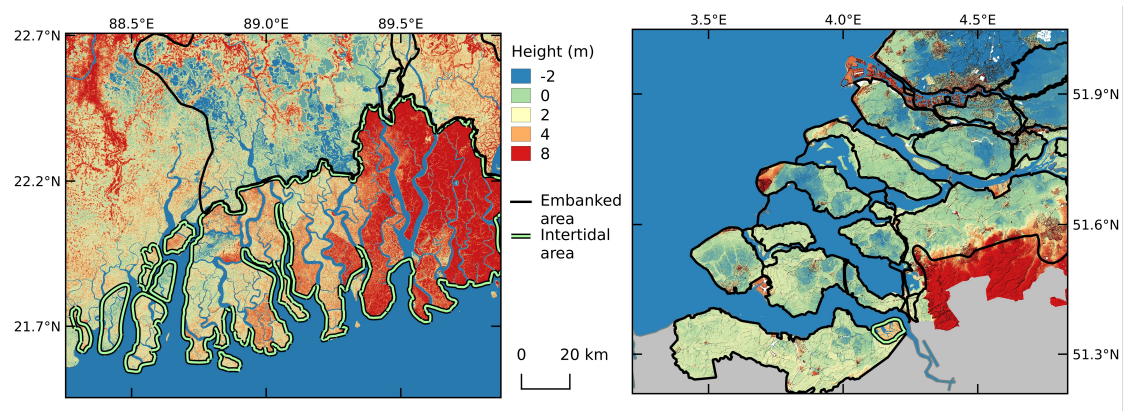 88.5°E 89.0°E 89.5°E
22.7°N
22.2°N
21.7°N
Height (m)
-2
0
2
4
8
Embanked
area
Intertidal
area
0 20 km
3.5°E 4.0°E 4.5°E
51.9°N
51.6°N
51.3°N